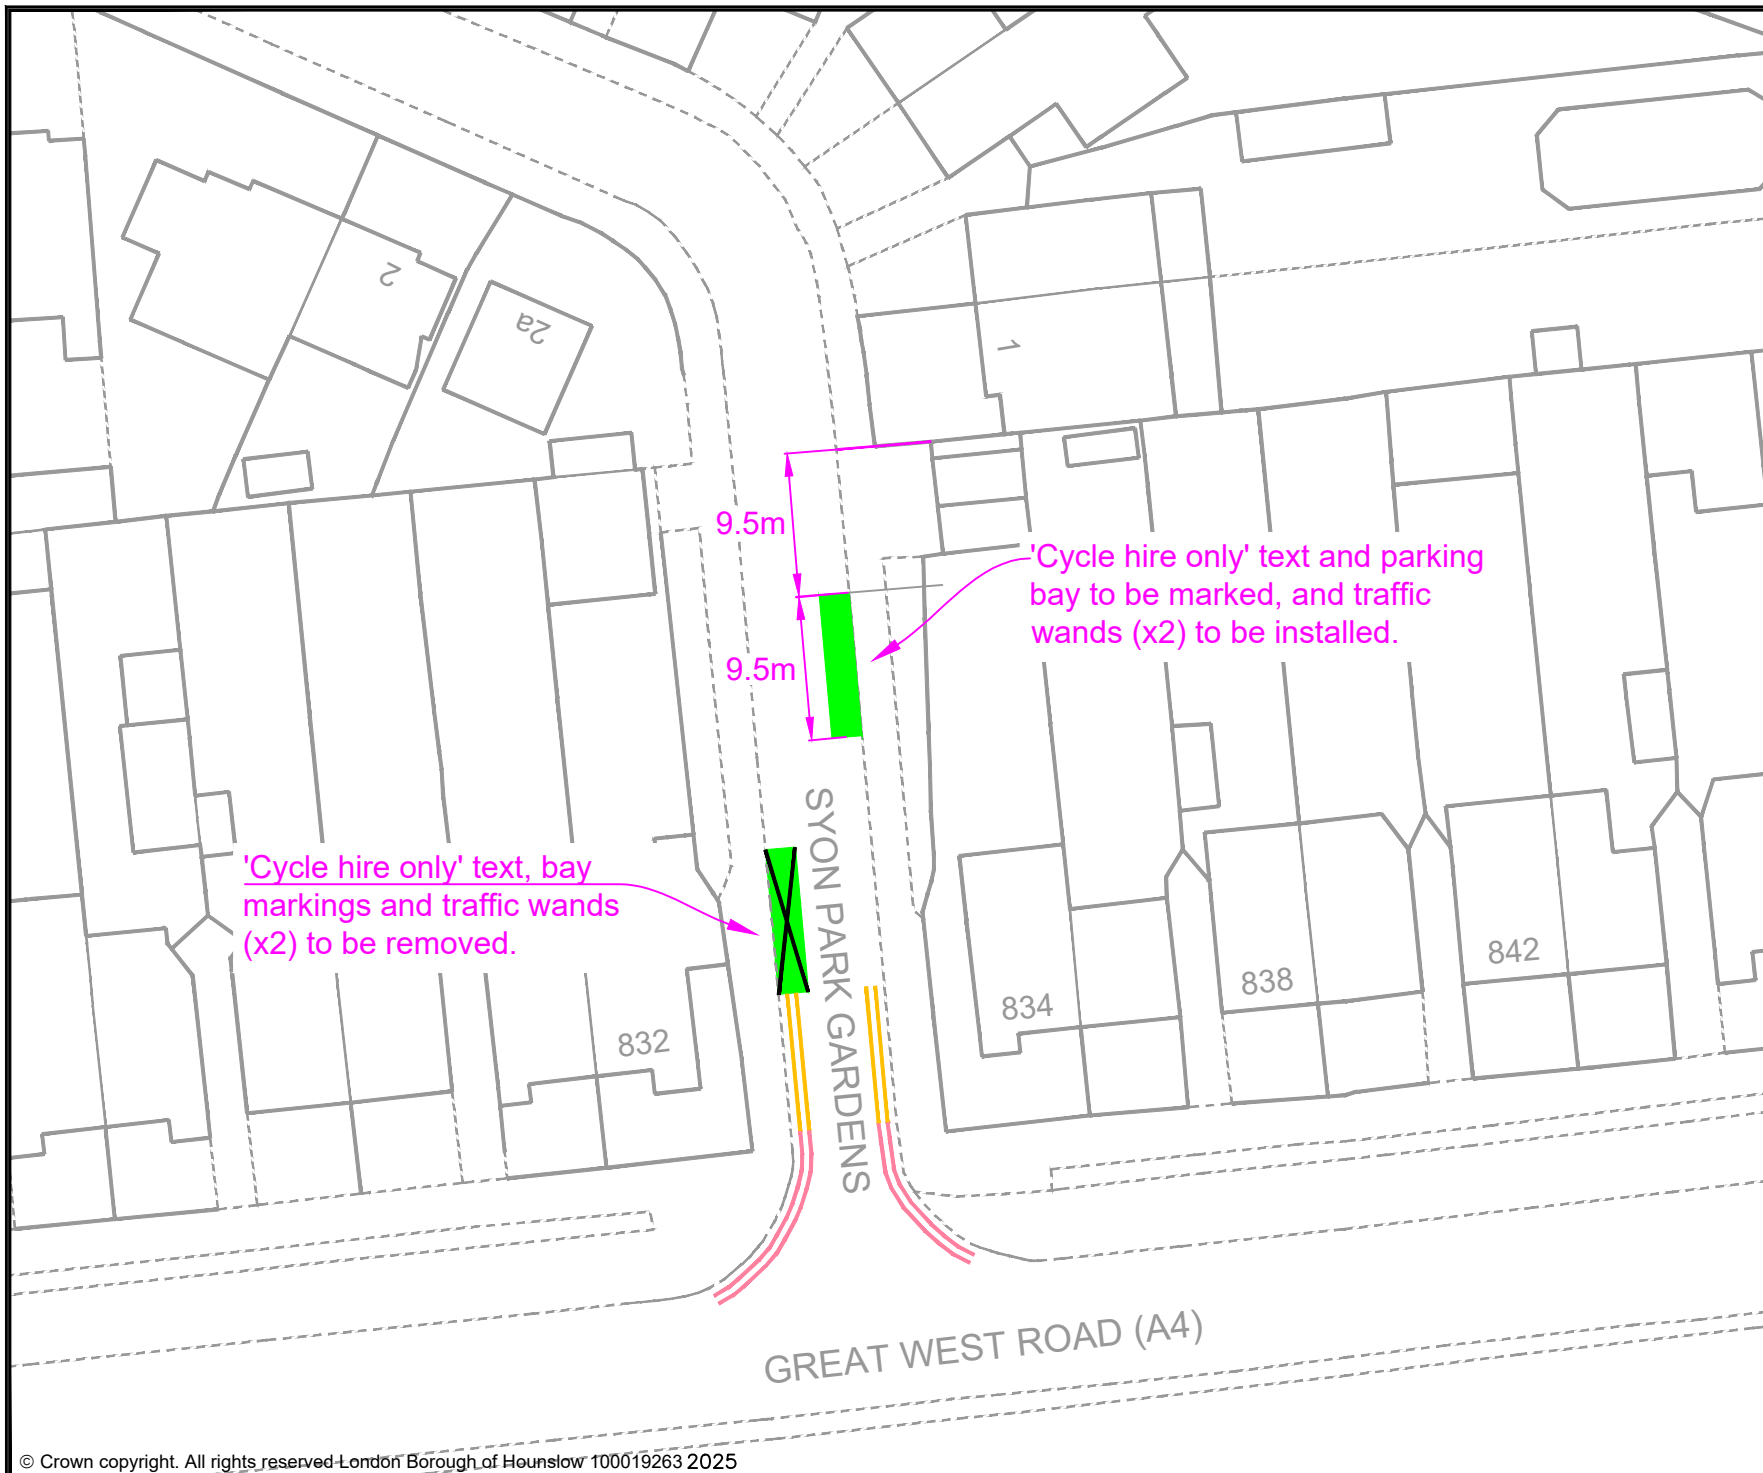 2
2a
1
9.5m
'Cycle hire only' text and parking
bay to be marked, and traffic
wands (x2) to be installed.
9.5m
SYON PARK GARDENS
'Cycle hire only' text, bay
markings and traffic wands
(x2) to be removed.
832
834
838
842
GREAT WEST ROAD (A4)
© Crown copyright. All rights reserved London Borough of Hounslow 100019263 2025